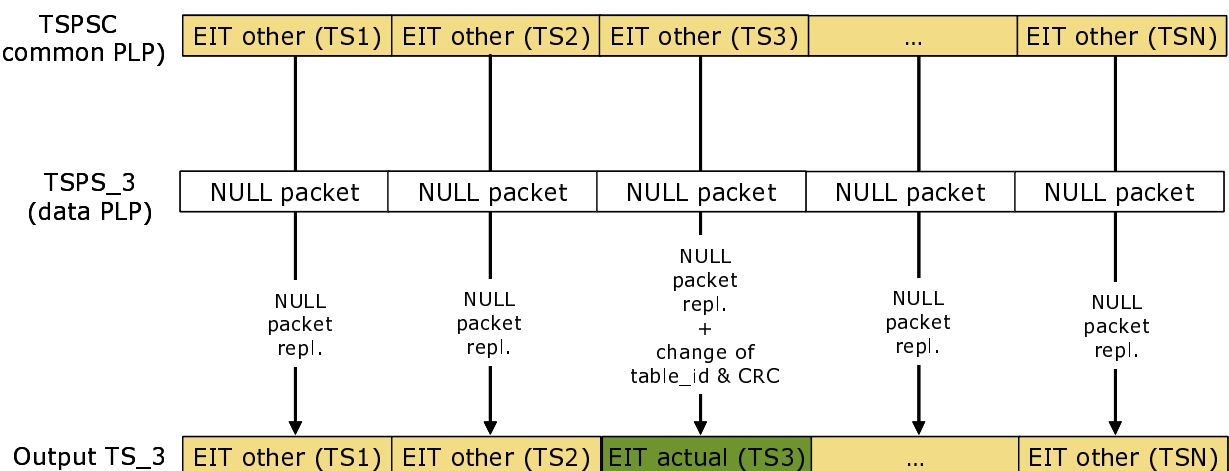 TSPSC
common PLP)
EIT other (TS1) EIT other (TS2) EIT other (TS3) ... EIT other (TSN)
TSPS_3
(data PLP)
NULL packet NULL packet NULL packet NULL packet NULL packet
NULL
packet
repl.
NULL
packet
repl.
NULL
packet
repl.
+
change of
table_id & CRC
NULL
packet
repl.
NULL
packet
repl.
Output TS_3
EIT other (TS1) EIT other (TS2) EIT actual (TS3) ... EIT other (TSN)